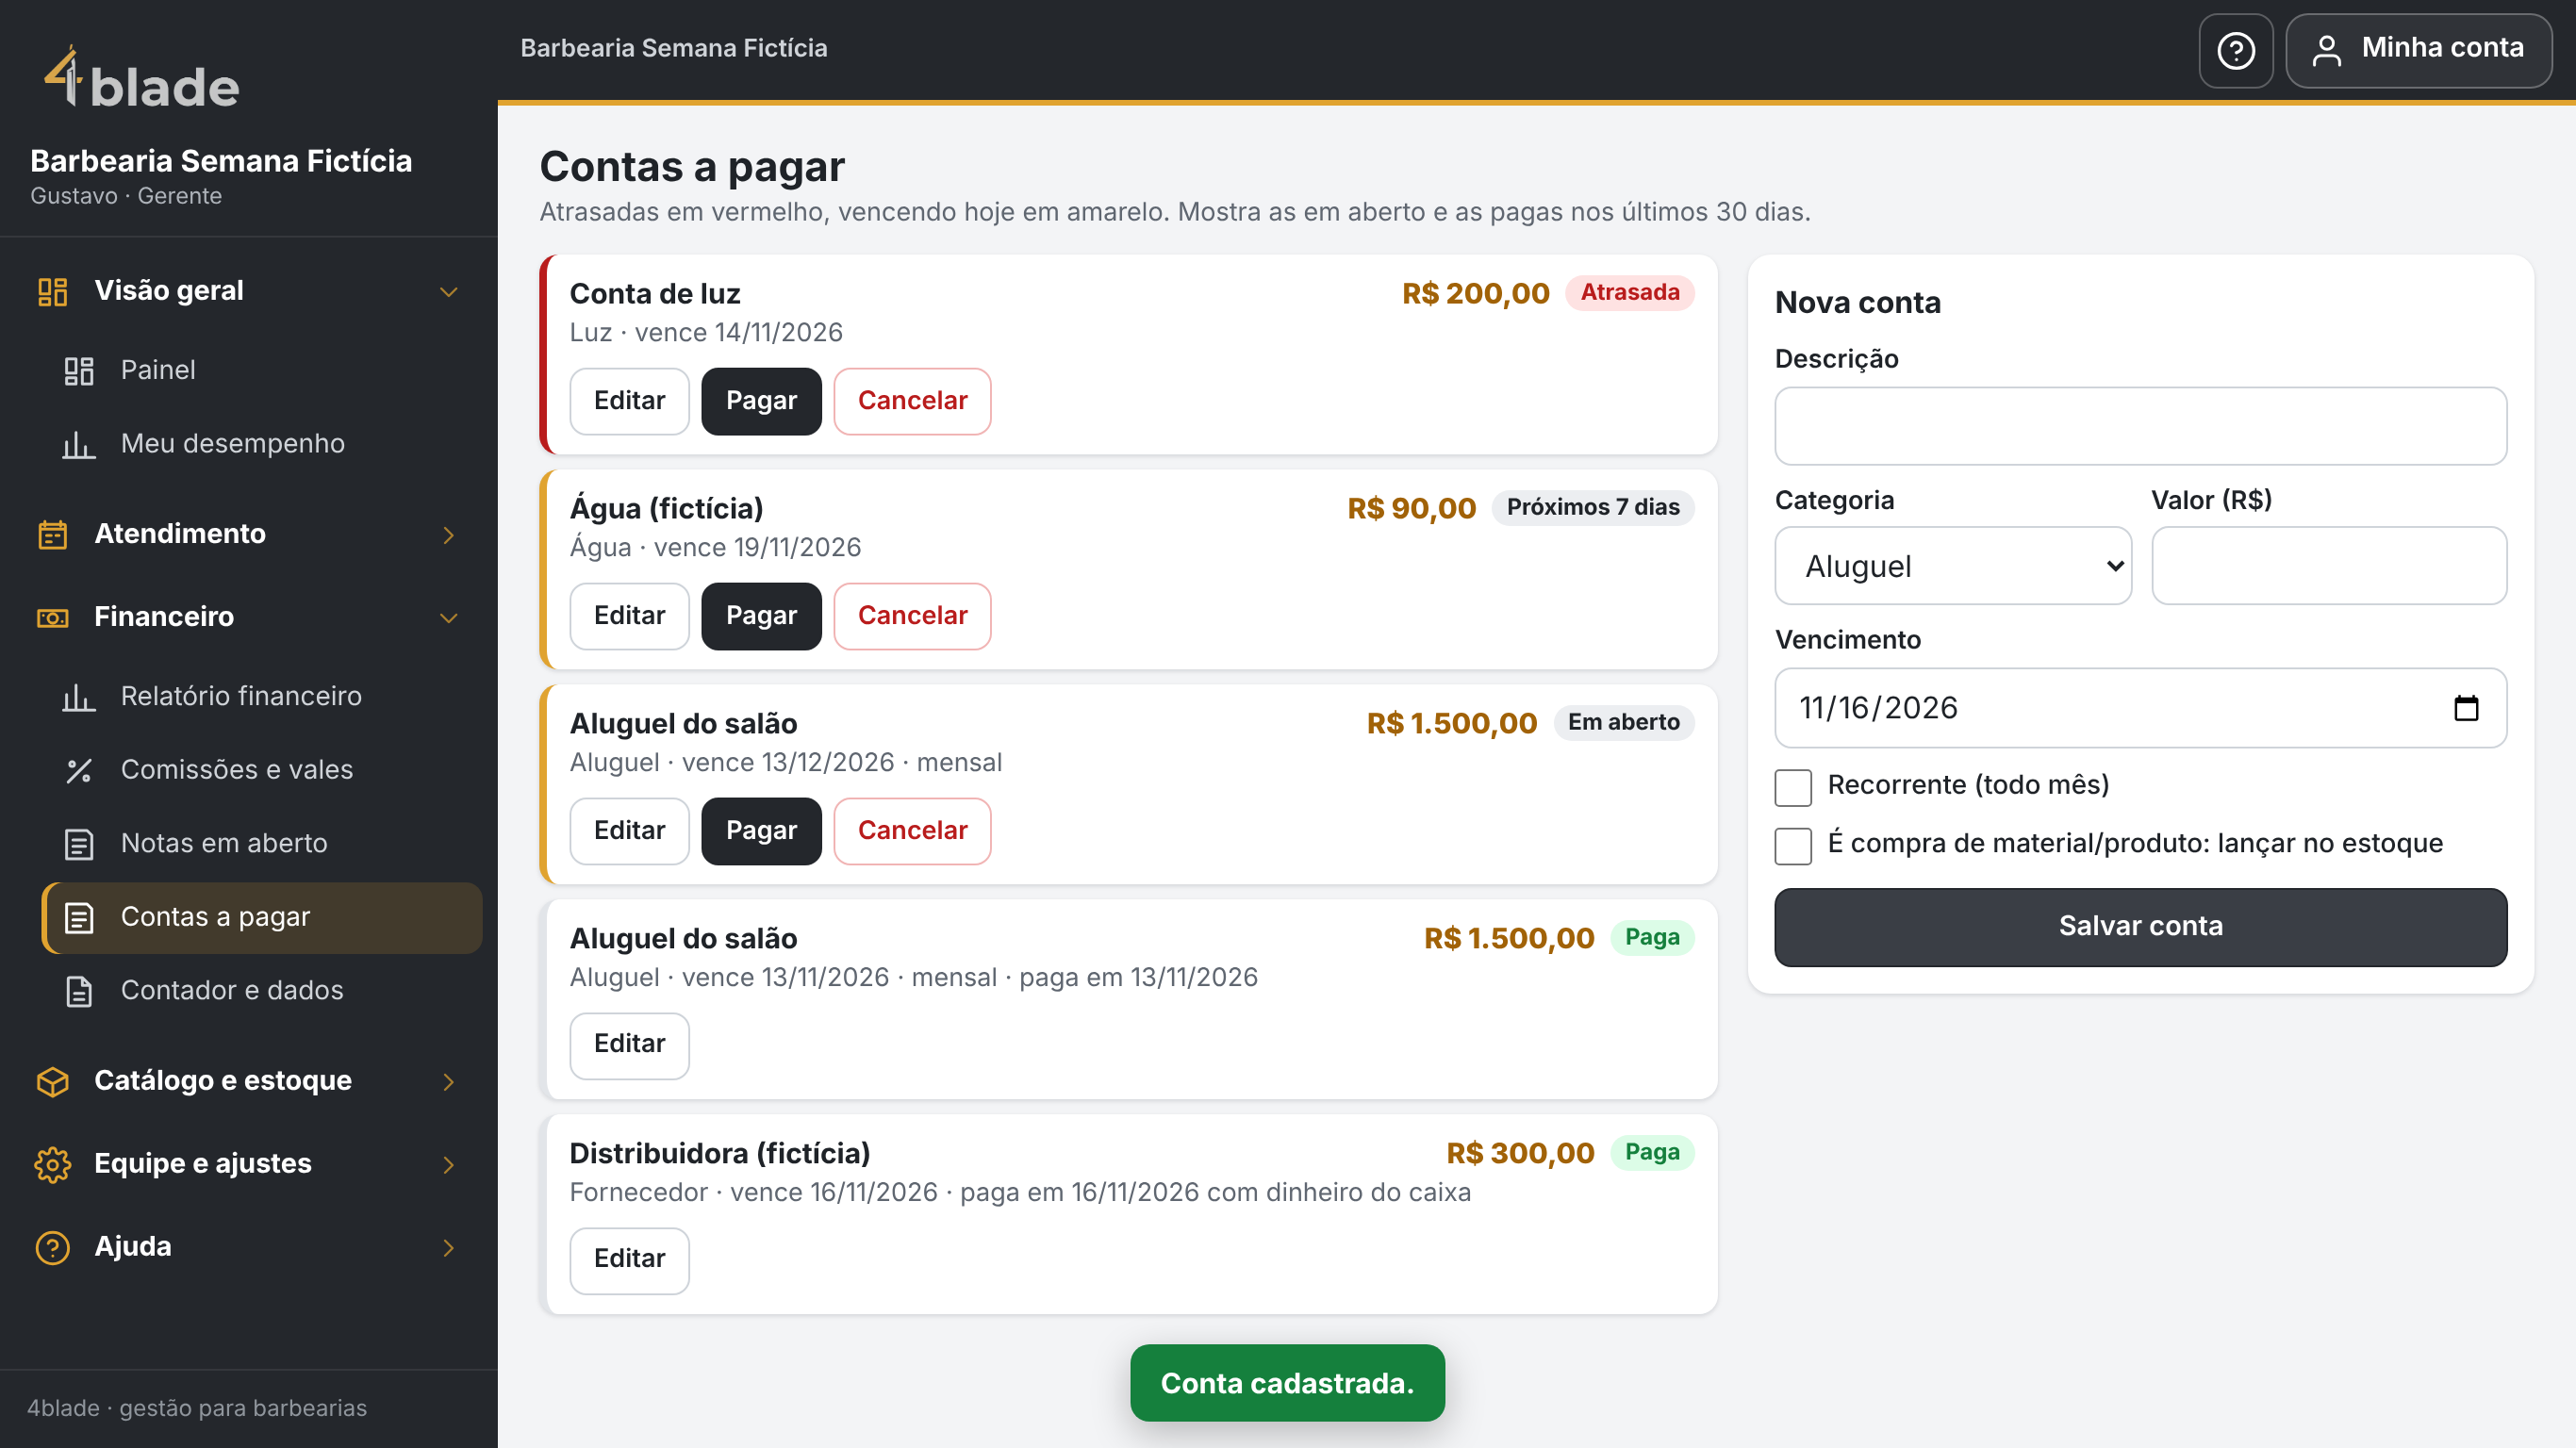 4blade
Barbearia Semana Fictícia
Gustavo · Gerente
Visão geral
Painel
Meu desempenho
Atendimento
Financeiro
Relatório financeiro
Comissões e vales
Notas em aberto
Contas a pagar
Contador e dados
Catálogo e estoque
Equipe e ajustes
Ajuda
4blade · gestão para barbearias
Barbearia Semana Fictícia
Minha conta
Contas a pagar
Atrasadas em vermelho, vencendo hoje em amarelo. Mostra as em aberto e as pagas nos últimos 30 dias.
Conta de luz R$ 200,00 Atrasada
Luz · vence 14/11/2026
Editar Pagar Cancelar
Água (fictícia) R$ 90,00 Próximos 7 dias
Água · vence 19/11/2026
Editar Pagar Cancelar
Aluguel do salão R$ 1.500,00 Em aberto
Aluguel · vence 13/12/2026 · mensal
Editar Pagar Cancelar
Aluguel do salão R$ 1.500,00 Paga
Aluguel · vence 13/11/2026 · mensal · paga em 13/11/2026
Editar
Distribuidora (fictícia) R$ 300,00 Paga
Fornecedor · vence 16/11/2026 · paga em 16/11/2026 com dinheiro do caixa
Editar
Nova conta
Descrição
Categoria Valor (R$)
Aluguel
Vencimento
11/16/2026
Recorrente (todo mês)
É compra de material/produto: lançar no estoque
Salvar conta
Conta cadastrada.